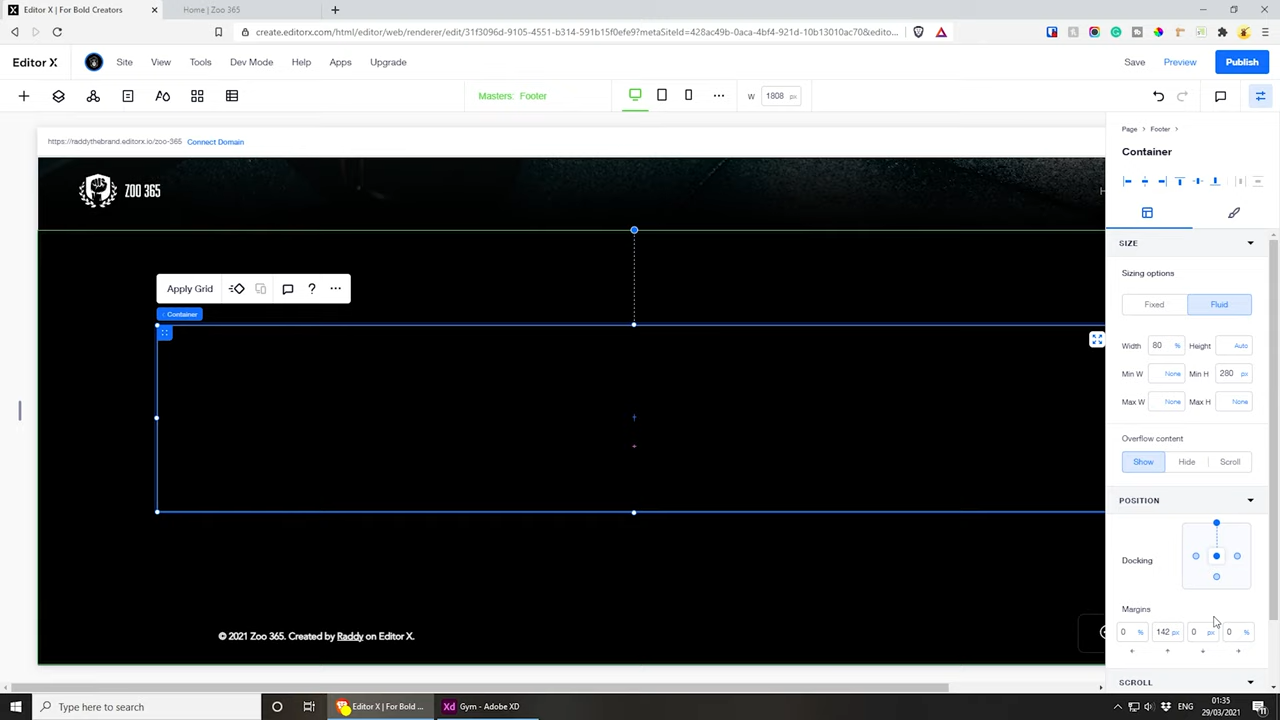 Editor X | For Bold Creators
Home | Zoo 365
create.editorx.com/html/editor/web/renderer/edit/31f3096d-9105-4551-b314-591b15f0efe9?metaSiteId=428ac49b-0aca-4bf4-921d-10b13010ac70&edito...
Editor X
Site
View
Tools
Dev Mode
Help
Apps
Upgrade
Save
Preview
Publish
Masters: Footer
W 1808 px
https://raddythebrand.editorx.io/zoo-365 Connect Domain
Page Footer
Container
ZOO 365
H
SIZE
Sizing options
Apply Grid
Fixed Fluid
Container
Width 80 % Height Auto
Min W None Min H 280 px
Max W None Max H None
Overflow content
Show Hide Scroll
POSITION
Docking
Margins
0 % 142 px 0 px 0 %
© 2021 Zoo 365. Created by Raddy on Editor X.
SCROLL
Type here to search
Editor X | For Bold ...
Gym - Adobe XD
ENG
01:35
29/03/2021